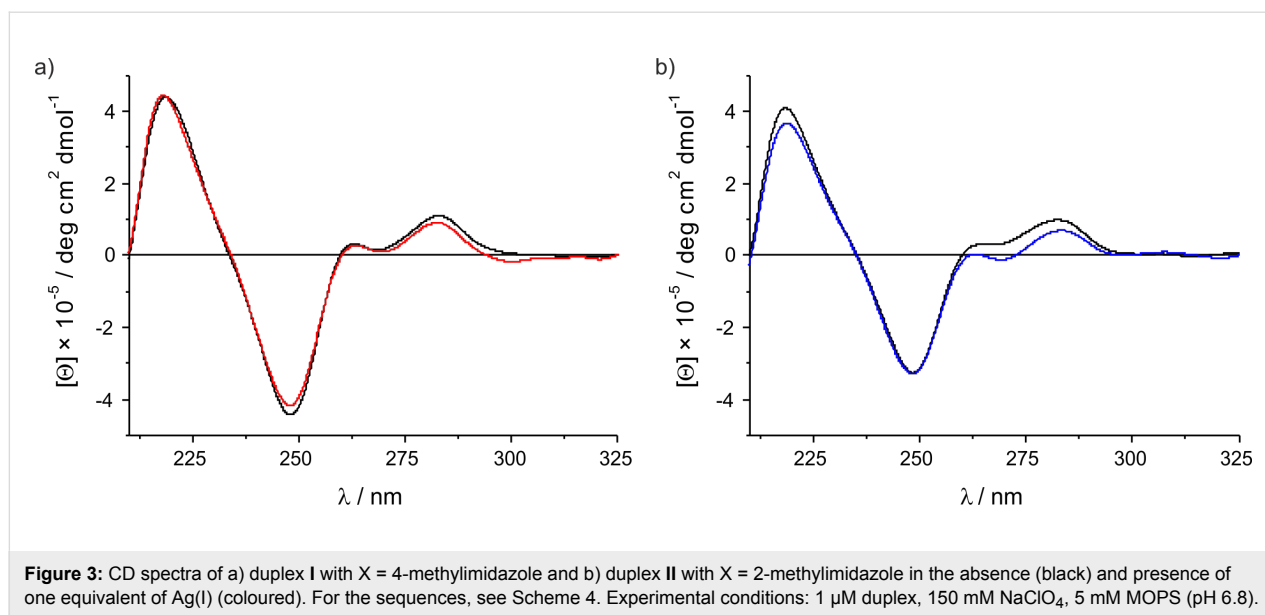 a)
b)
[Θ] × 10⁻⁵ / deg cm² dmol⁻¹
4
2
0
-2
-4
225 250 275 300 325
λ / nm
[Θ] × 10⁻⁵ / deg cm² dmol⁻¹
4
2
0
-2
-4
225 250 275 300 325
λ / nm
Figure 3: CD spectra of a) duplex I with X = 4-methylimidazole and b) duplex II with X = 2-methylimidazole in the absence (black) and presence of
one equivalent of Ag(I) (coloured). For the sequences, see Scheme 4. Experimental conditions: 1 µM duplex, 150 mM NaClO₄, 5 mM MOPS (pH 6.8).